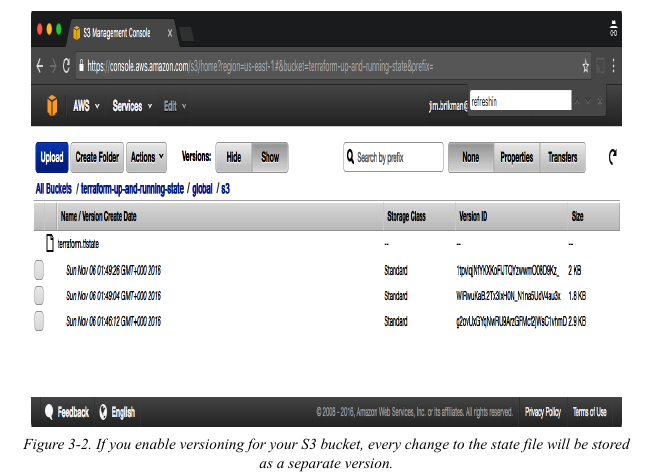 S3 Management Console x
https://console.aws.amazon.com/s3/home?region=us-east-1#&bucket=terraform-up-and-running-state&prefix=
AWS Services Edit jim.brikman@ refreshin
Upload Create Folder Actions Versions: Hide Show Search by prefix None Properties Transfers
All Buckets / terraform-up-and-running-state / global / s3
Name / Version Create Date Storage Class Version ID Size
terraform.tfstate -- -- --
Sun Nov 06 01:49:26 GMT+000 2016 Standard 2 KB
Sun Nov 06 01:49:04 GMT+000 2016 Standard 1.8 KB
Sun Nov 06 01:46:12 GMT+000 2016 Standard 2.9 KB
Feedback English © 2008 - 2016, Amazon Web Services, Inc. or its affiliates. All rights reserved. Privacy Policy Terms of Use
Figure 3-2. If you enable versioning for your S3 bucket, every change to the state file will be stored
as a separate version.